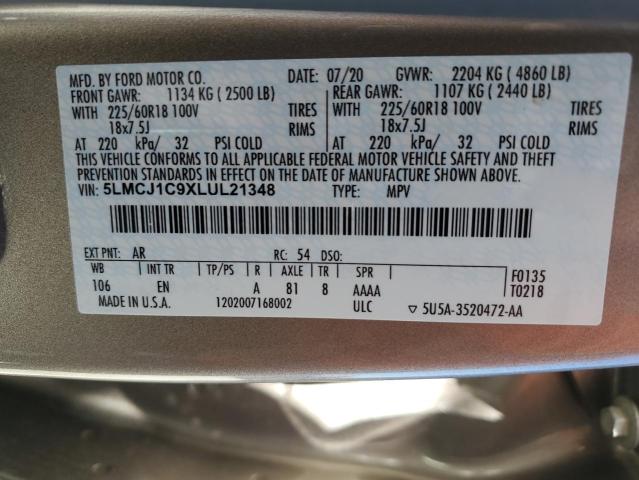 MFD. BY FORD MOTOR CO. DATE: 07/20 GVWR: 2204 KG ( 4860 LB)
FRONT GAWR: 1134 KG ( 2500 LB) REAR GAWR: 1107 KG ( 2440 LB)
WITH 225/60R18 100V TIRES WITH 225/60R18 100V TIRES
18x7.5J RIMS 18x7.5J RIMS
AT 220 kPa/ 32 PSI COLD AT 220 kPa/ 32 PSI COLD
THIS VEHICLE CONFORMS TO ALL APPLICABLE FEDERAL MOTOR VEHICLE SAFETY AND THEFT
PREVENTION STANDARDS IN EFFECT ON THE DATE OF MANUFACTURE SHOWN ABOVE.
VIN: 5LMCJ1C9XLUL21348 TYPE: MPV
EXT PNT: AR RC: 54 DSO:
WB INT TR TP/PS R AXLE TR SPR F0135
106 EN A 81 8 AAAA T0218
MADE IN U.S.A. 1202007168002 ULC ▽ 5U5A-3520472-AA